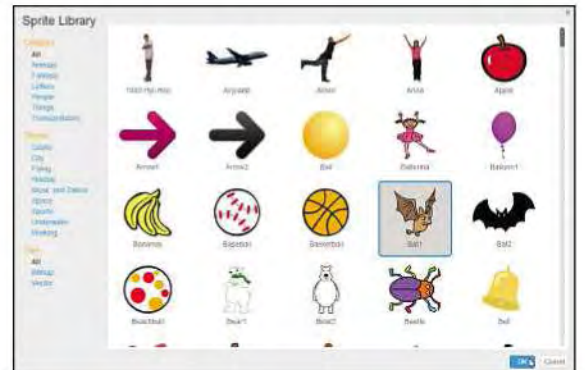 Sprite Library
Category
All
Animals
Fantasy
Letters
People
Things
Transportation
Theme
Castle
City
Flying
Holiday
Music and Dance
Space
Sports
Underwater
Walking
Type
All
Bitmap
Vector
Airplane
Anna
Apple
Arrow1
Arrow2
Ball
Ballerina
Balloon1
Bananas
Baseball
Basketball
Bat1
Bat2
Beachball
Bear1
Bear2
Beetle
Bell
OK
Cancel